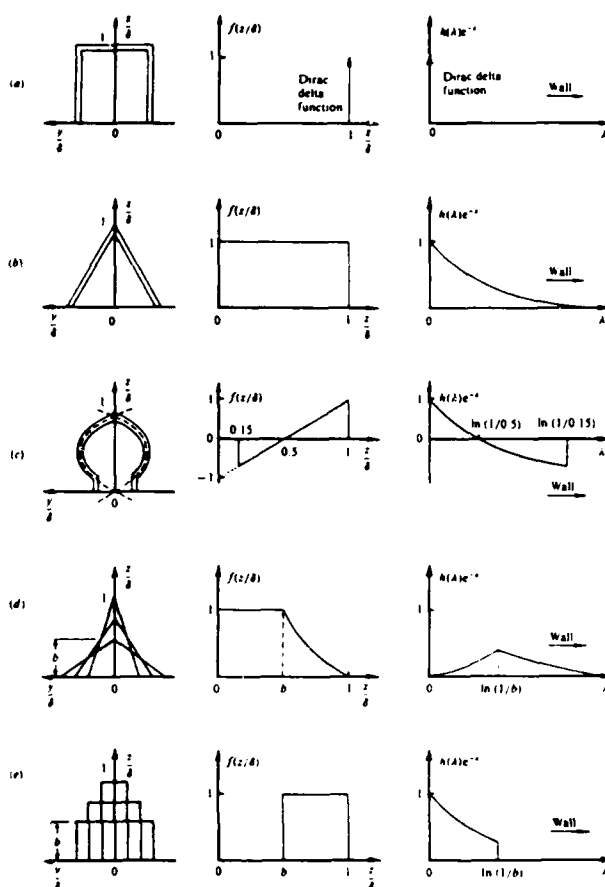 (a)
z/δ
1
y/δ
0
f(z/δ)
1
Dirac
delta
function
0
1
z/δ
h(λ)e⁻ˣ
Dirac delta
function
Wall
0
λ
(b)
z/δ
1
y/δ
0
f(z/δ)
1
0
1
z/δ
h(λ)e⁻ˣ
1
Wall
0
λ
(c)
z/δ
1
y/δ
0
f(z/δ)
1
0.15
0
0.5
1
z/δ
−1
h(λ)e⁻ˣ
1
ln (1/0.5)
ln (1/0.15)
0
λ
−1
Wall
(d)
z/δ
1
b
y/δ
0
f(z/δ)
1
0
b
1
z/δ
h(λ)e⁻ˣ
1
Wall
0
ln (1/b)
λ
(e)
z/δ
1
b
y/δ
0
f(z/δ)
1
0
b
1
z/δ
h(λ)e⁻ˣ
1
Wall
0
ln (1/b)
λ